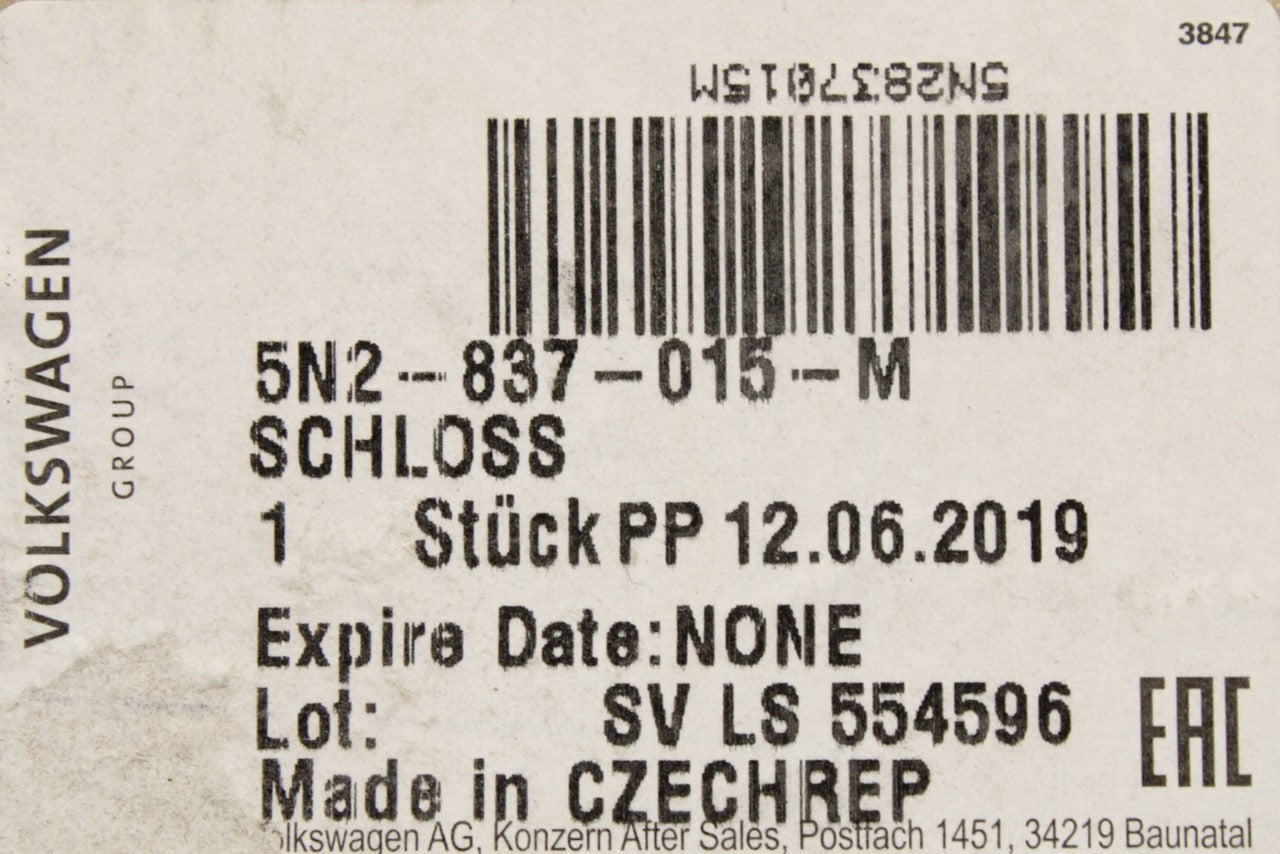 3847
5N2837015M
VOLKSWAGEN
GROUP
5N2-837-015-M
SCHLOSS
1 Stück PP 12.06.2019
Expire Date:NONE
Lot: SV LS 554596
Made in CZECHREP
EAC
olkswagen AG, Konzern After Sales, Postfach 1451, 34219 Baunatal